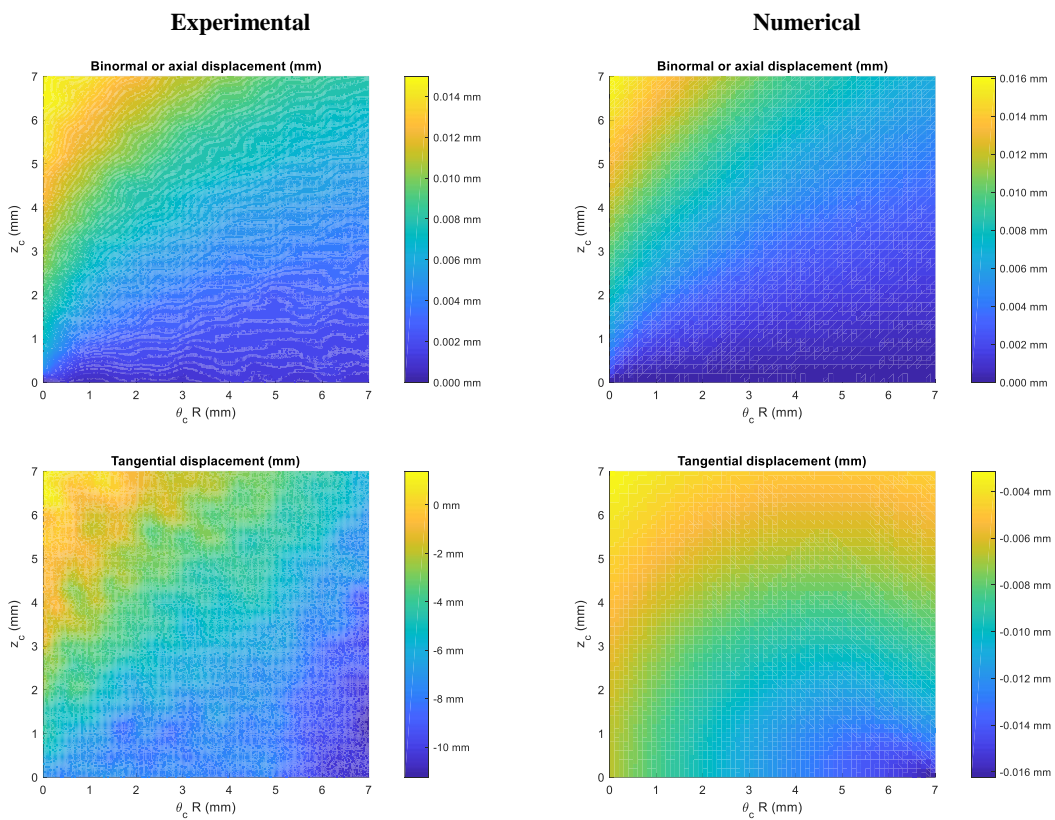 Experimental
Numerical
Binormal or axial displacement (mm)
7
6
5
4
3
2
1
0
z_c (mm)
0 1 2 3 4 5 6 7
θ_c R (mm)
0.014 mm
0.012 mm
0.010 mm
0.008 mm
0.006 mm
0.004 mm
0.002 mm
0.000 mm
Binormal or axial displacement (mm)
7
6
5
4
3
2
1
0
z_c (mm)
0 1 2 3 4 5 6 7
θ_c R (mm)
0.016 mm
0.014 mm
0.012 mm
0.010 mm
0.008 mm
0.006 mm
0.004 mm
0.002 mm
0.000 mm
Tangential displacement (mm)
7
6
5
4
3
2
1
0
z_c (mm)
0 1 2 3 4 5 6 7
θ_c R (mm)
0 mm
-2 mm
-4 mm
-6 mm
-8 mm
-10 mm
Tangential displacement (mm)
7
6
5
4
3
2
1
0
z_c (mm)
0 1 2 3 4 5 6 7
θ_c R (mm)
-0.004 mm
-0.006 mm
-0.008 mm
-0.010 mm
-0.012 mm
-0.014 mm
-0.016 mm